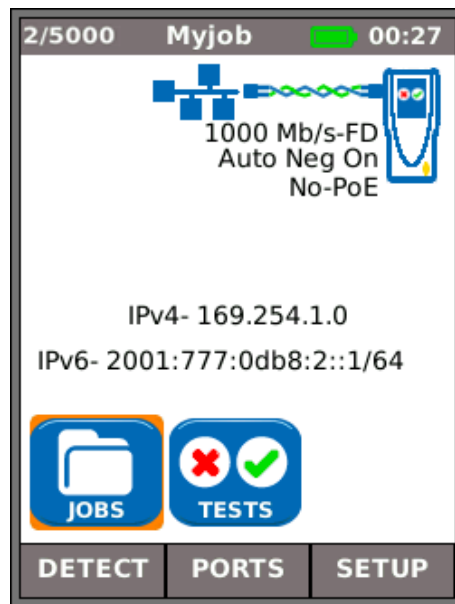 2/5000 Myjob 00:27
1000 Mb/s-FD
Auto Neg On
No-PoE
IPv4- 169.254.1.0
IPv6- 2001:777:0db8:2::1/64
JOBS TESTS
DETECT PORTS SETUP